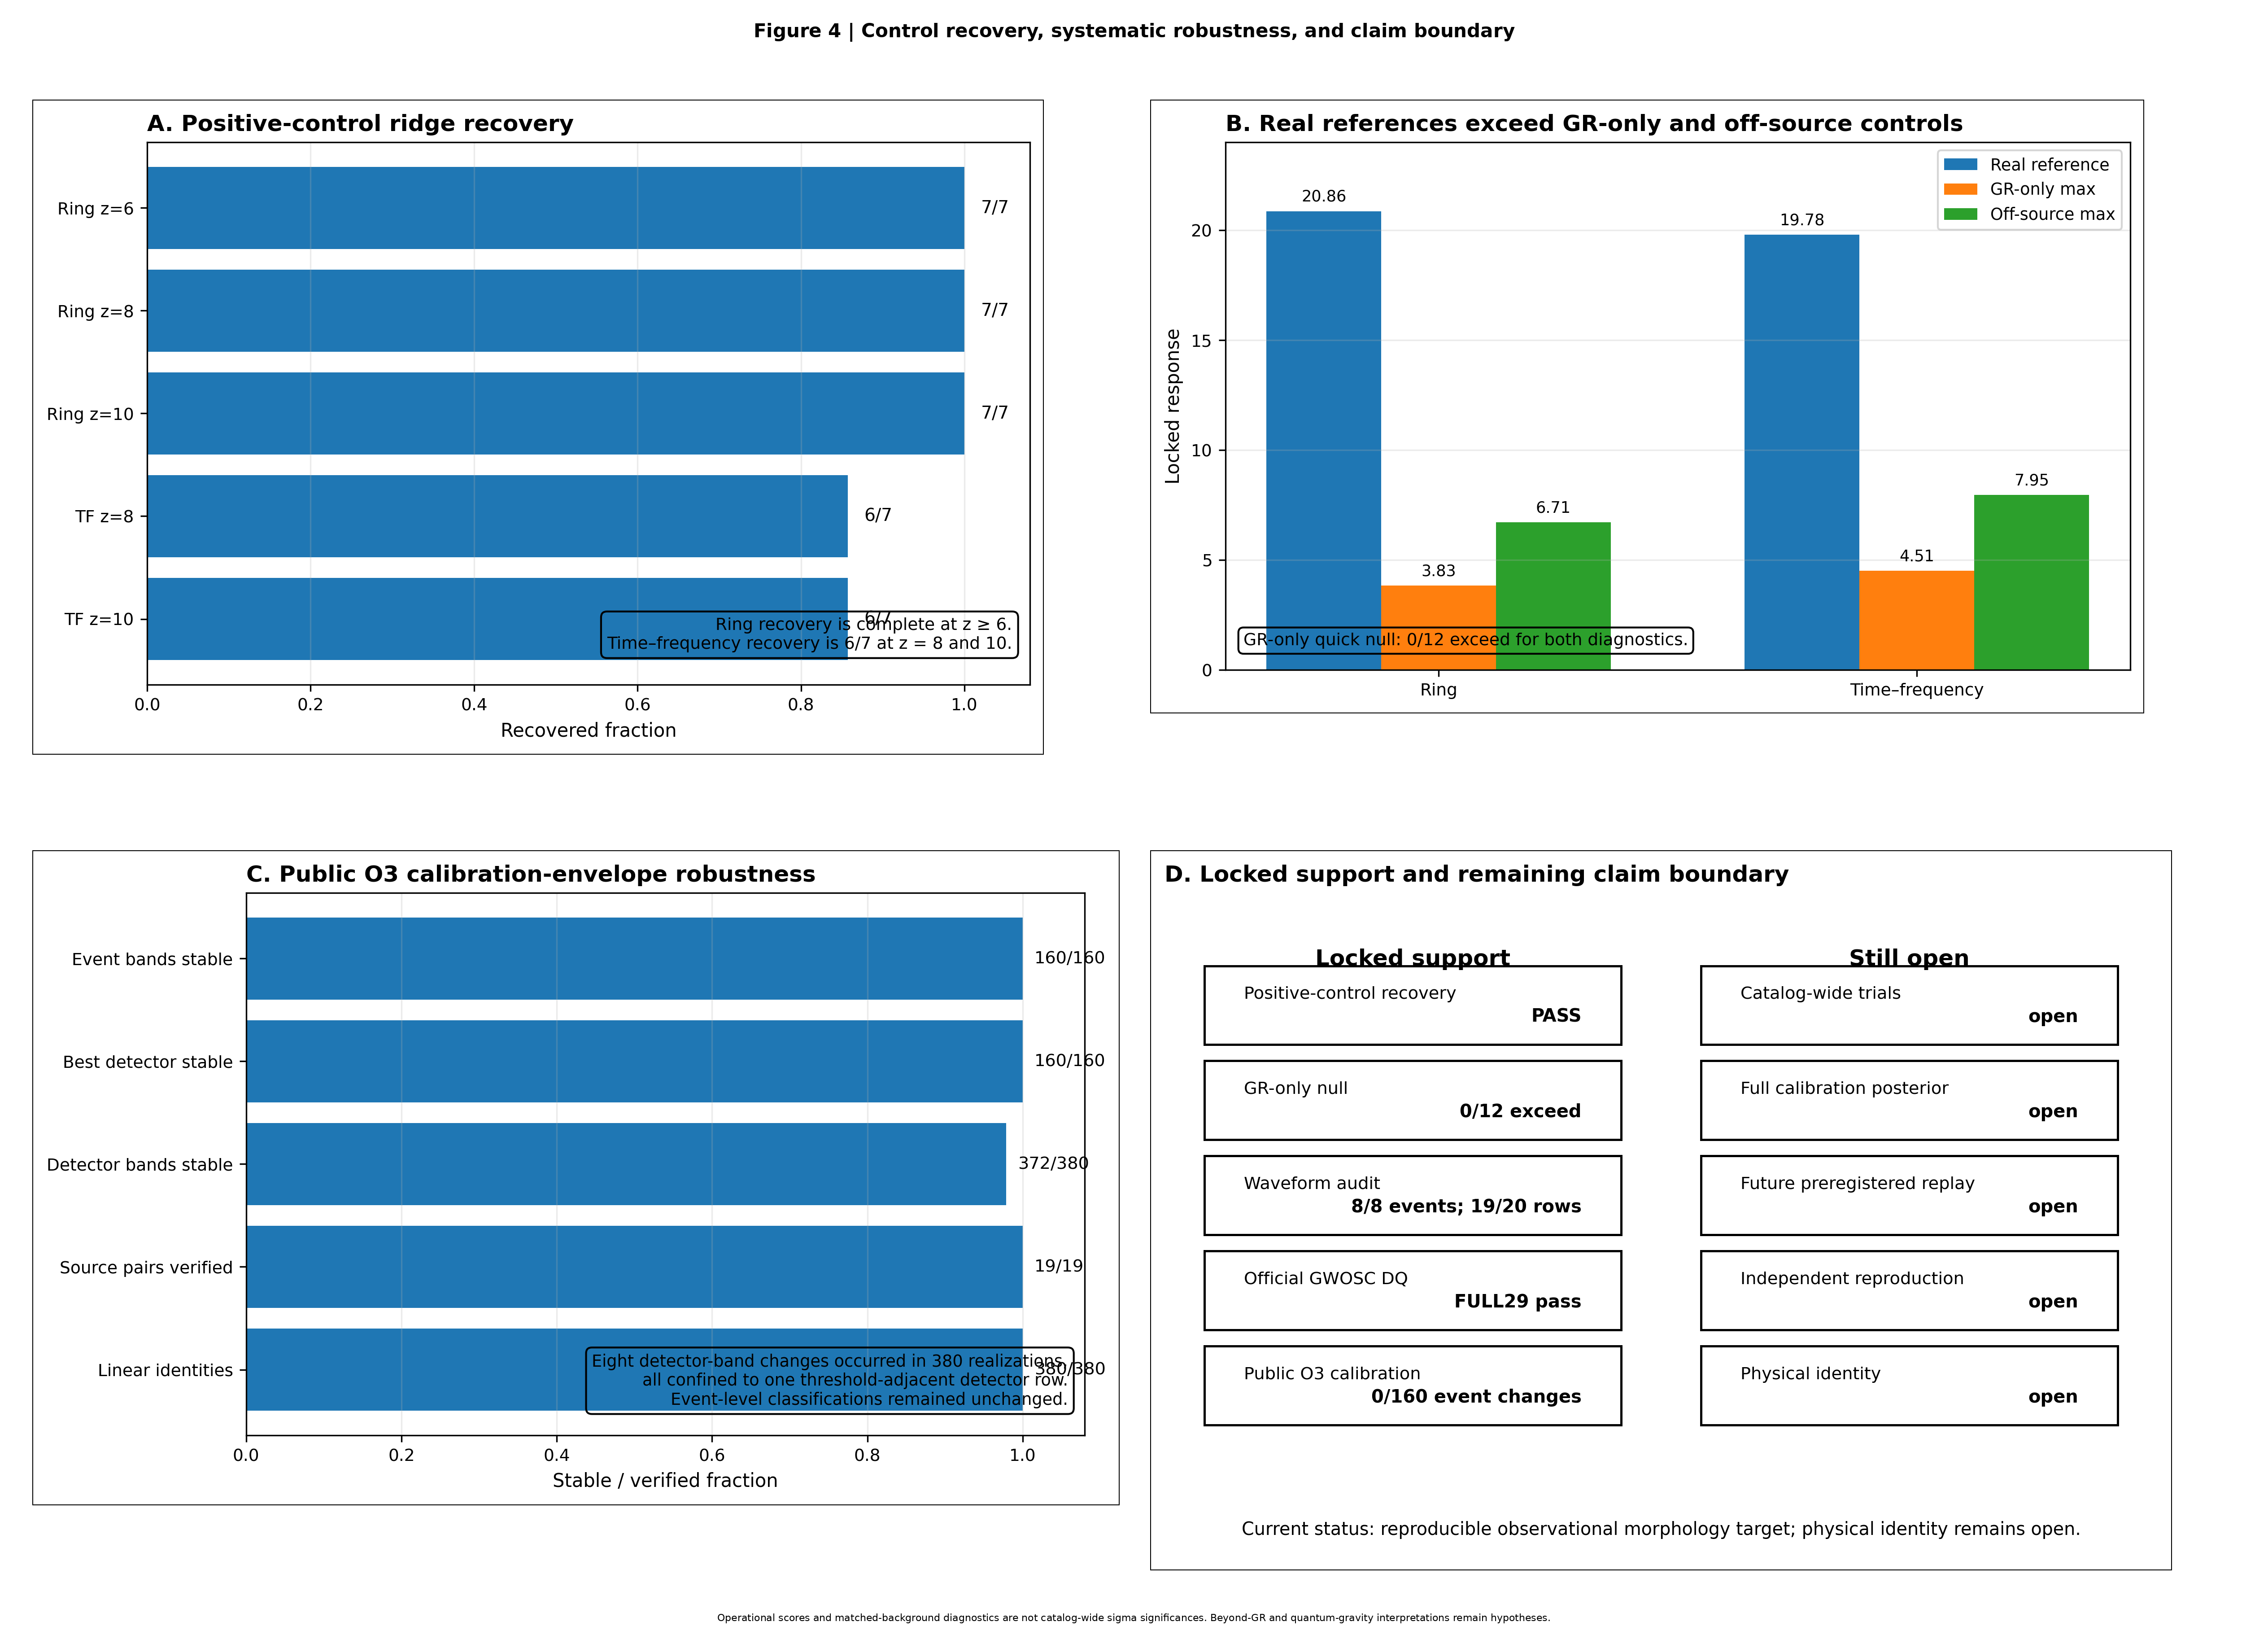 Figure 4 | Control recovery, systematic robustness, and claim boundary
A. Positive-control ridge recovery
Ring z=6
7/7
Ring z=8
7/7
Ring z=10
7/7
TF z=8
6/7
TF z=10
6/7
Ring recovery is complete at z ≥ 6.
Time–frequency recovery is 6/7 at z = 8 and 10.
0.0 0.2 0.4 0.6 0.8 1.0
Recovered fraction
B. Real references exceed GR-only and off-source controls
Real reference
GR-only max
Off-source max
Locked response
20
15
10
5
0
20.86
3.83
6.71
19.78
4.51
7.95
GR-only quick null: 0/12 exceed for both diagnostics.
Ring Time–frequency
C. Public O3 calibration-envelope robustness
Event bands stable
160/160
Best detector stable
160/160
Detector bands stable
372/380
Source pairs verified
19/19
Linear identities
380/380
Eight detector-band changes occurred in 380 realizations,
all confined to one threshold-adjacent detector row.
Event-level classifications remained unchanged.
0.0 0.2 0.4 0.6 0.8 1.0
Stable / verified fraction
D. Locked support and remaining claim boundary
Locked support
Positive-control recovery
PASS
GR-only null
0/12 exceed
Waveform audit
8/8 events; 19/20 rows
Official GWOSC DQ
FULL29 pass
Public O3 calibration
0/160 event changes
Still open
Catalog-wide trials
open
Full calibration posterior
open
Future preregistered replay
open
Independent reproduction
open
Physical identity
open
Current status: reproducible observational morphology target; physical identity remains open.
Operational scores and matched-background diagnostics are not catalog-wide sigma significances. Beyond-GR and quantum-gravity interpretations remain hypotheses.